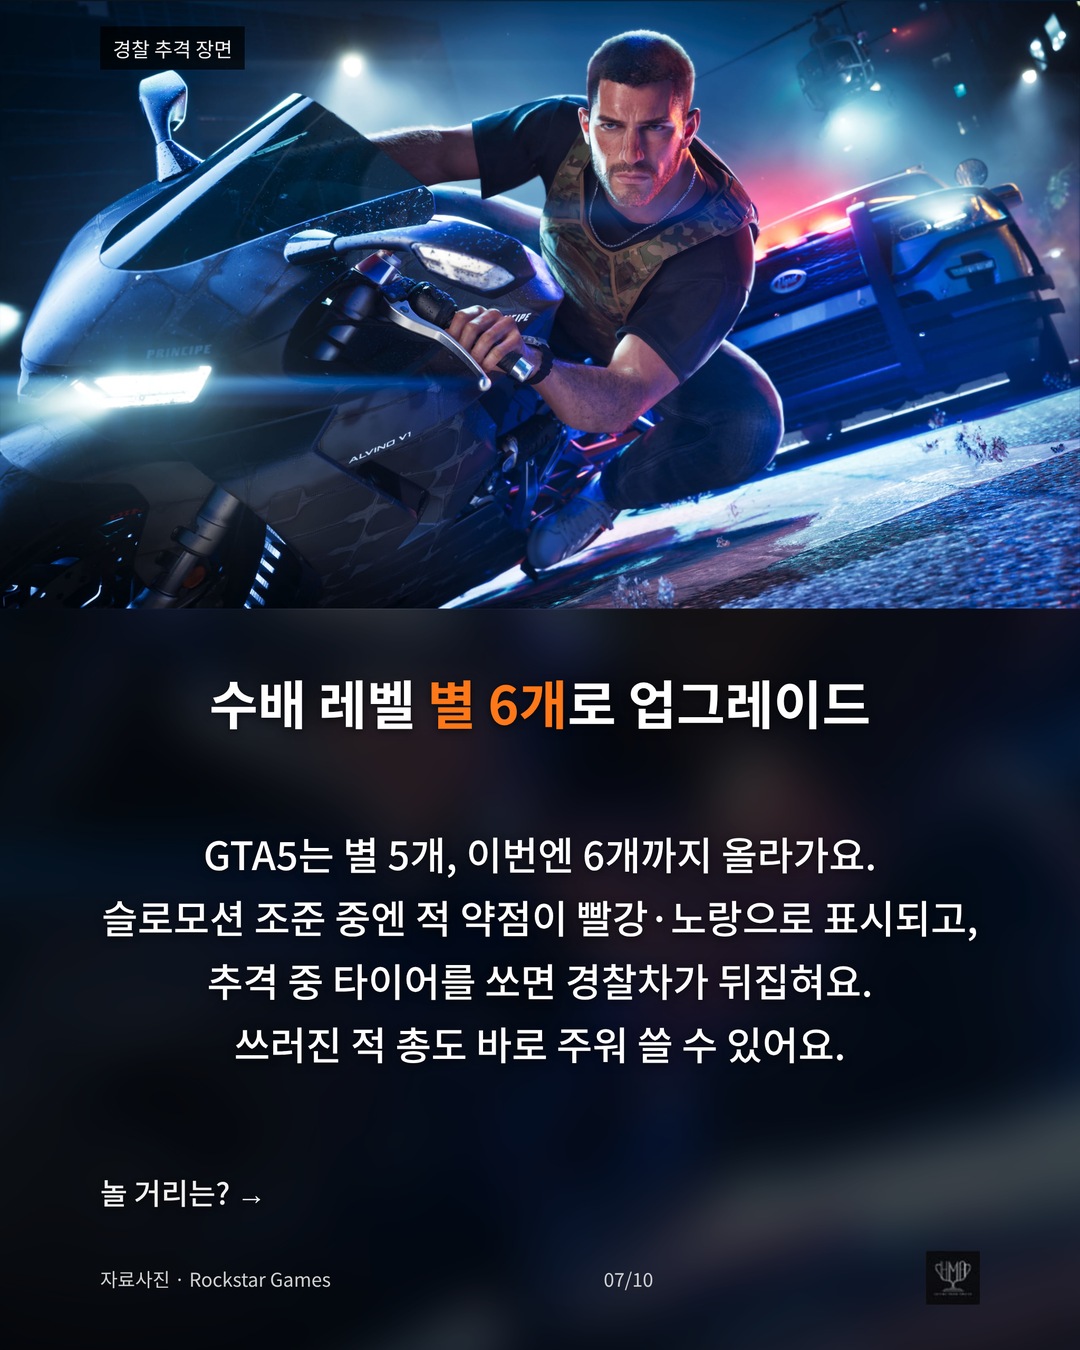 경찰 추격 장면
PRINCIPE
ALVINO V1
수배 레벨 별 6개로 업그레이드
GTA5는 별 5개, 이번엔 6개까지 올라가요.
슬로모션 조준 중엔 적 약점이 빨강·노랑으로 표시되고,
추격 중 타이어를 쏘면 경찰차가 뒤집혀요.
쓰러진 적 총도 바로 주워 쓸 수 있어요.
놀 거리는? →
자료사진 · Rockstar Games
07/10